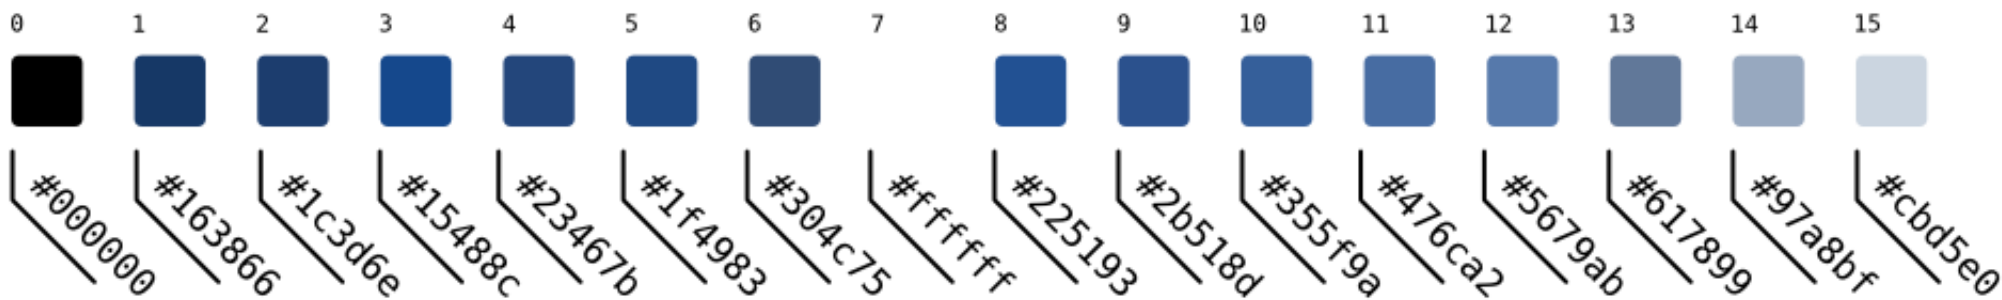 0 1 2 3 4 5 6 7 8 9 10 11 12 13 14 15
#000000 #163866 #1c3d6e #15488c #23467b #1f4983 #304c75 #ffffff #225193 #2b518d #355f9a #476ca2 #5679ab #617899 #97a8bf #cbd5e0